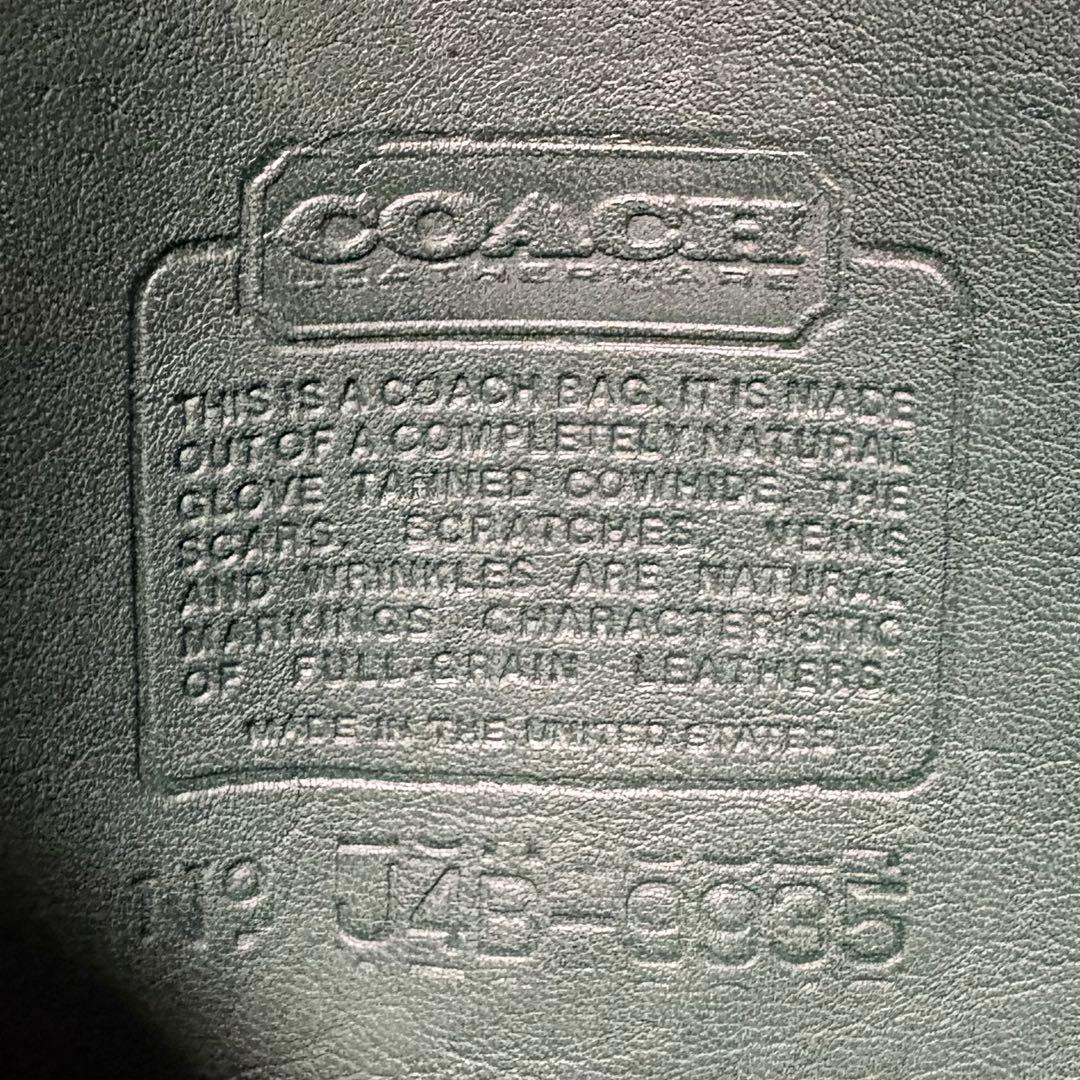 COACH
LEATHERWARE
THIS IS A COACH BAG. IT IS MADE
OUT OF A COMPLETELY NATURAL
GLOVE TANNED COWHIDE. THE
SCARS, SCRATCHES, VEINS
AND WRINKLES ARE NATURAL
MARKINGS CHARACTERISTIC
OF FULL-GRAIN LEATHERS.
MADE IN THE UNITED STATES
Nº J4B-9935